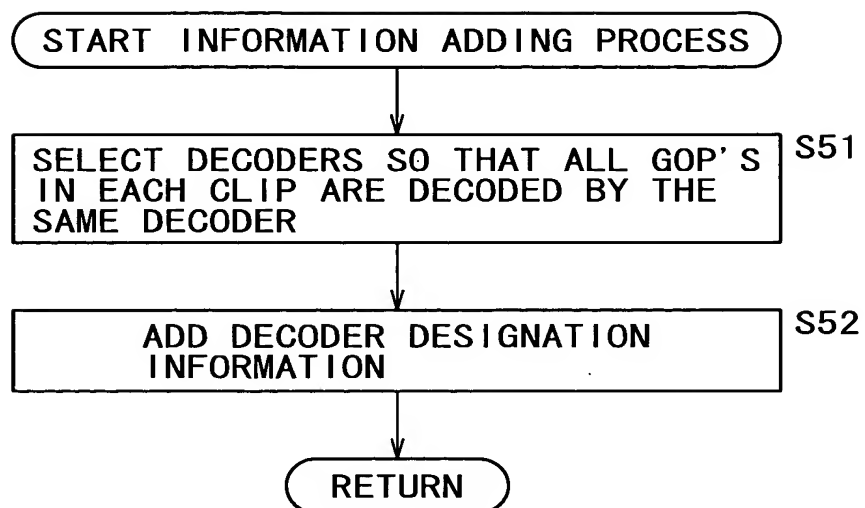 START INFORMATION ADDING PROCESS
SELECT DECODERS SO THAT ALL GOP'S
S51
IN EACH CLIP ARE DECODED BY THE
SAME DECODER
ADD DECODER DESIGNATION
S52
INFORMATION
RETURN